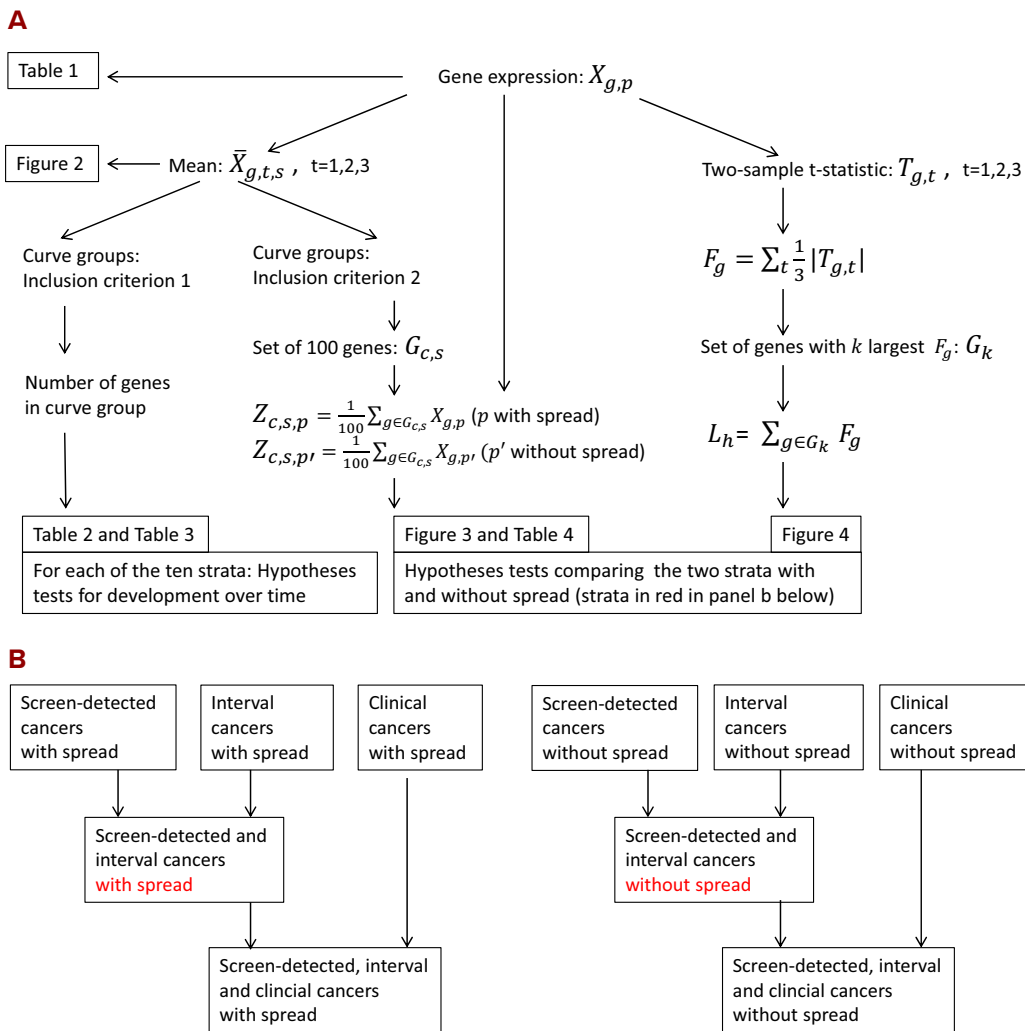 A
Table 1
Gene expression: X_{g,p}
Figure 2
Mean: X̄_{g,t,s} , t=1,2,3
Two-sample t-statistic: T_{g,t} , t=1,2,3
Curve groups:
Inclusion criterion 1
Curve groups:
Inclusion criterion 2
F_g = ∑_t 1/3 |T_{g,t}|
Set of 100 genes: G_{c,s}
Set of genes with k largest F_g: G_k
Number of genes
in curve group
Z_{c,s,p} = 1/100 ∑_{g∈G_{c,s}} X_{g,p} (p with spread)
Z_{c,s,p′} = 1/100 ∑_{g∈G_{c,s}} X_{g,p′} (p′ without spread)
L_h= ∑_{g∈G_k} F_g
Table 2 and Table 3
For each of the ten strata: Hypotheses
tests for development over time
Figure 3 and Table 4
Figure 4
Hypotheses tests comparing the two strata with
and without spread (strata in red in panel b below)
B
Screen-detected
cancers
with spread
Interval
cancers
with spread
Clinical
cancers
with spread
Screen-detected
cancers
without spread
Interval
cancers
without spread
Clinical
cancers
without spread
Screen-detected and
interval cancers
with spread
Screen-detected and
interval cancers
without spread
Screen-detected, interval
and clincial cancers
with spread
Screen-detected, interval
and clincial cancers
without spread